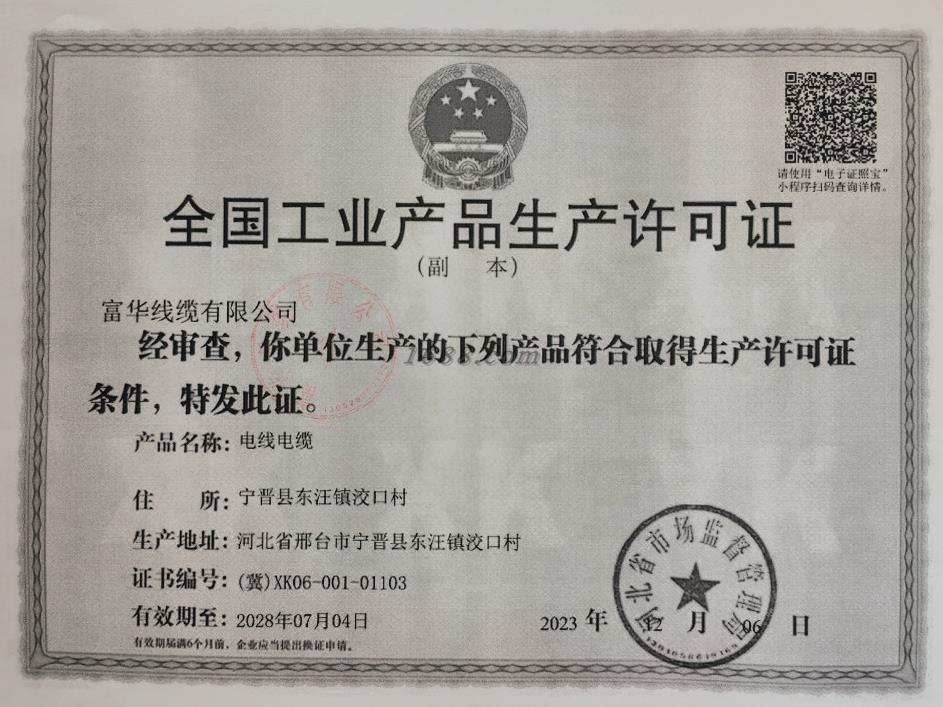 请使用“电子证照宝”
小程序扫码查询详情。
全国工业产品生产许可证
(副 本)
富华线缆有限公司
经审查，你单位生产的下列产品符合取得生产许可证
条件，特发此证。
1688.com
产品名称: 电线电缆
住 所: 宁晋县东汪镇洨口村
生产地址: 河北省邢台市宁晋县东汪镇洨口村
证书编号: (冀)XK06-001-01103
有效期至: 2028年07月04日
有效期届满6个月前，企业应当提出换证申请。
河北省市场监督管理局
2023 年 12 月 06 日